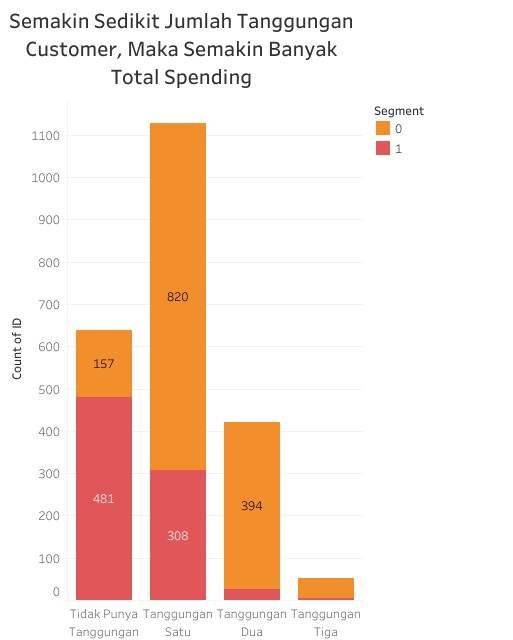 Semakin Sedikit Jumlah Tanggungan
Customer, Maka Semakin Banyak
Total Spending
Segment
0
1
Count of ID
1100
1000
900
800
700
600
500
400
300
200
100
0
157
481
820
308
394
Tidak Punya
Tanggungan
Tanggungan
Satu
Tanggungan
Dua
Tanggungan
Tiga